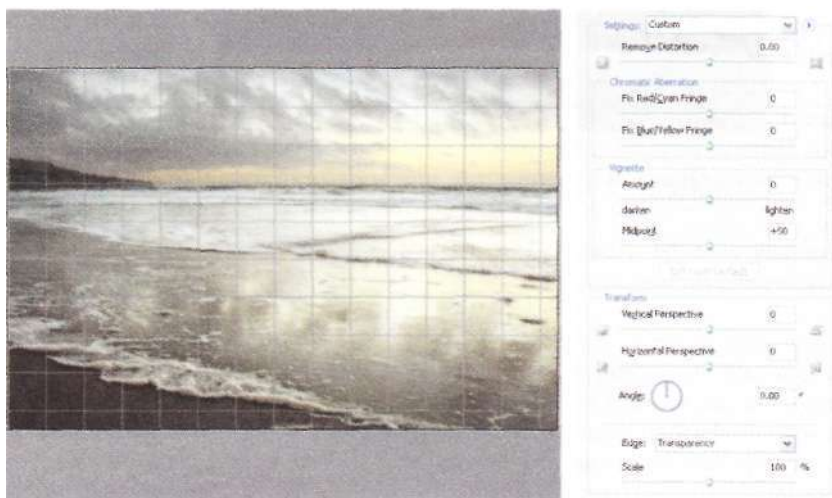 Settings: Custom
Remove Distortion 0.00
Chromatic Aberration
Fix Red/Cyan Fringe 0
Fix Blue/Yellow Fringe 0
Vignette
Amount 0
darken lighten
Midpoint +50
Transform
Vertical Perspective 0
Horizontal Perspective 0
Angle: 0.00 °
Edge: Transparency
Scale 100 %